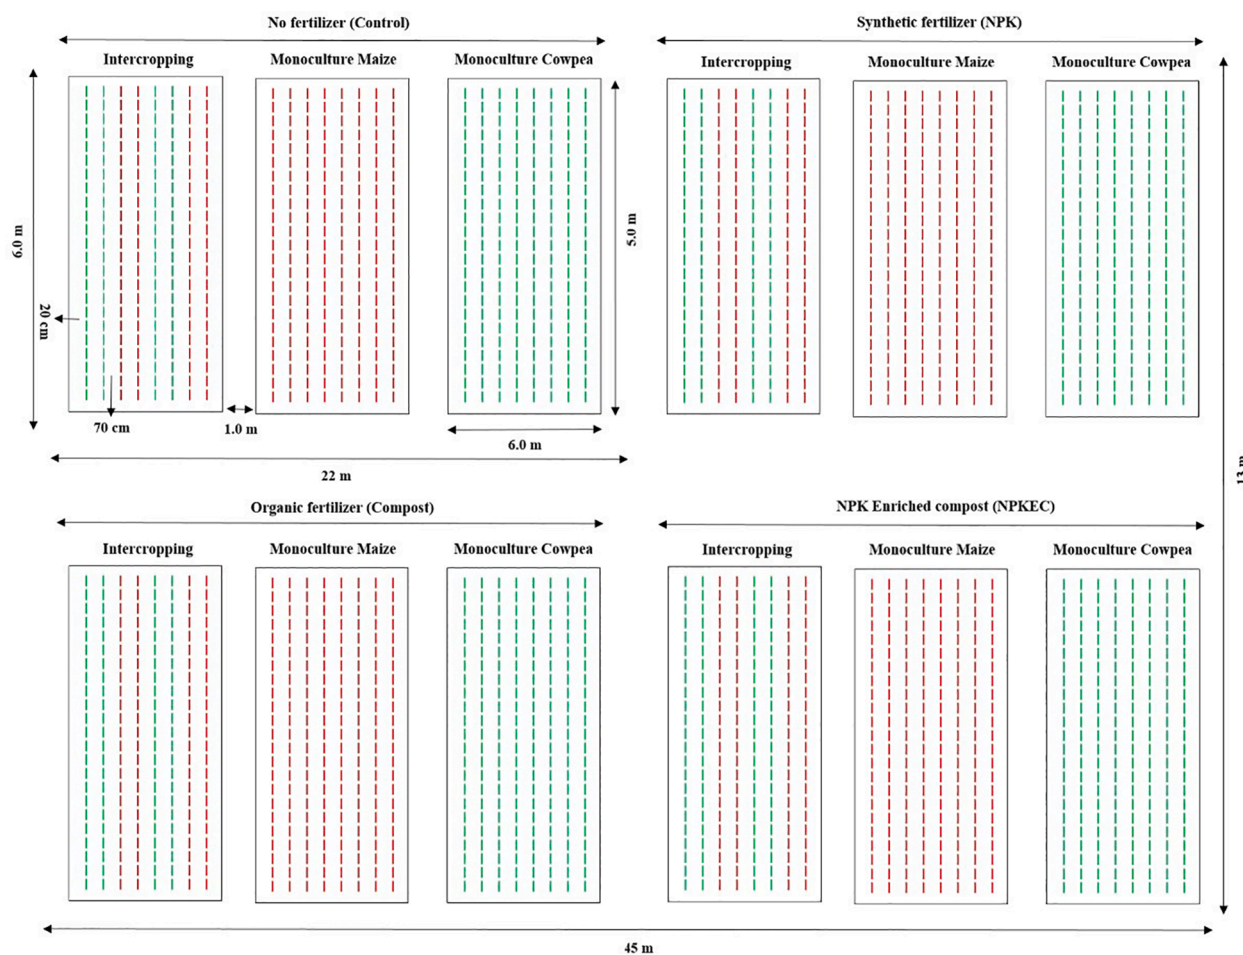 No fertilizer (Control)
Synthetic fertilizer (NPK)
Intercropping
Monoculture Maize
Monoculture Cowpea
Intercropping
Monoculture Maize
Monoculture Cowpea
6.0 m
5.0 m
20 cm
70 cm
1.0 m
6.0 m
22 m
13 m
Organic fertilizer (Compost)
NPK Enriched compost (NPKEC)
Intercropping
Monoculture Maize
Monoculture Cowpea
Intercropping
Monoculture Maize
Monoculture Cowpea
45 m